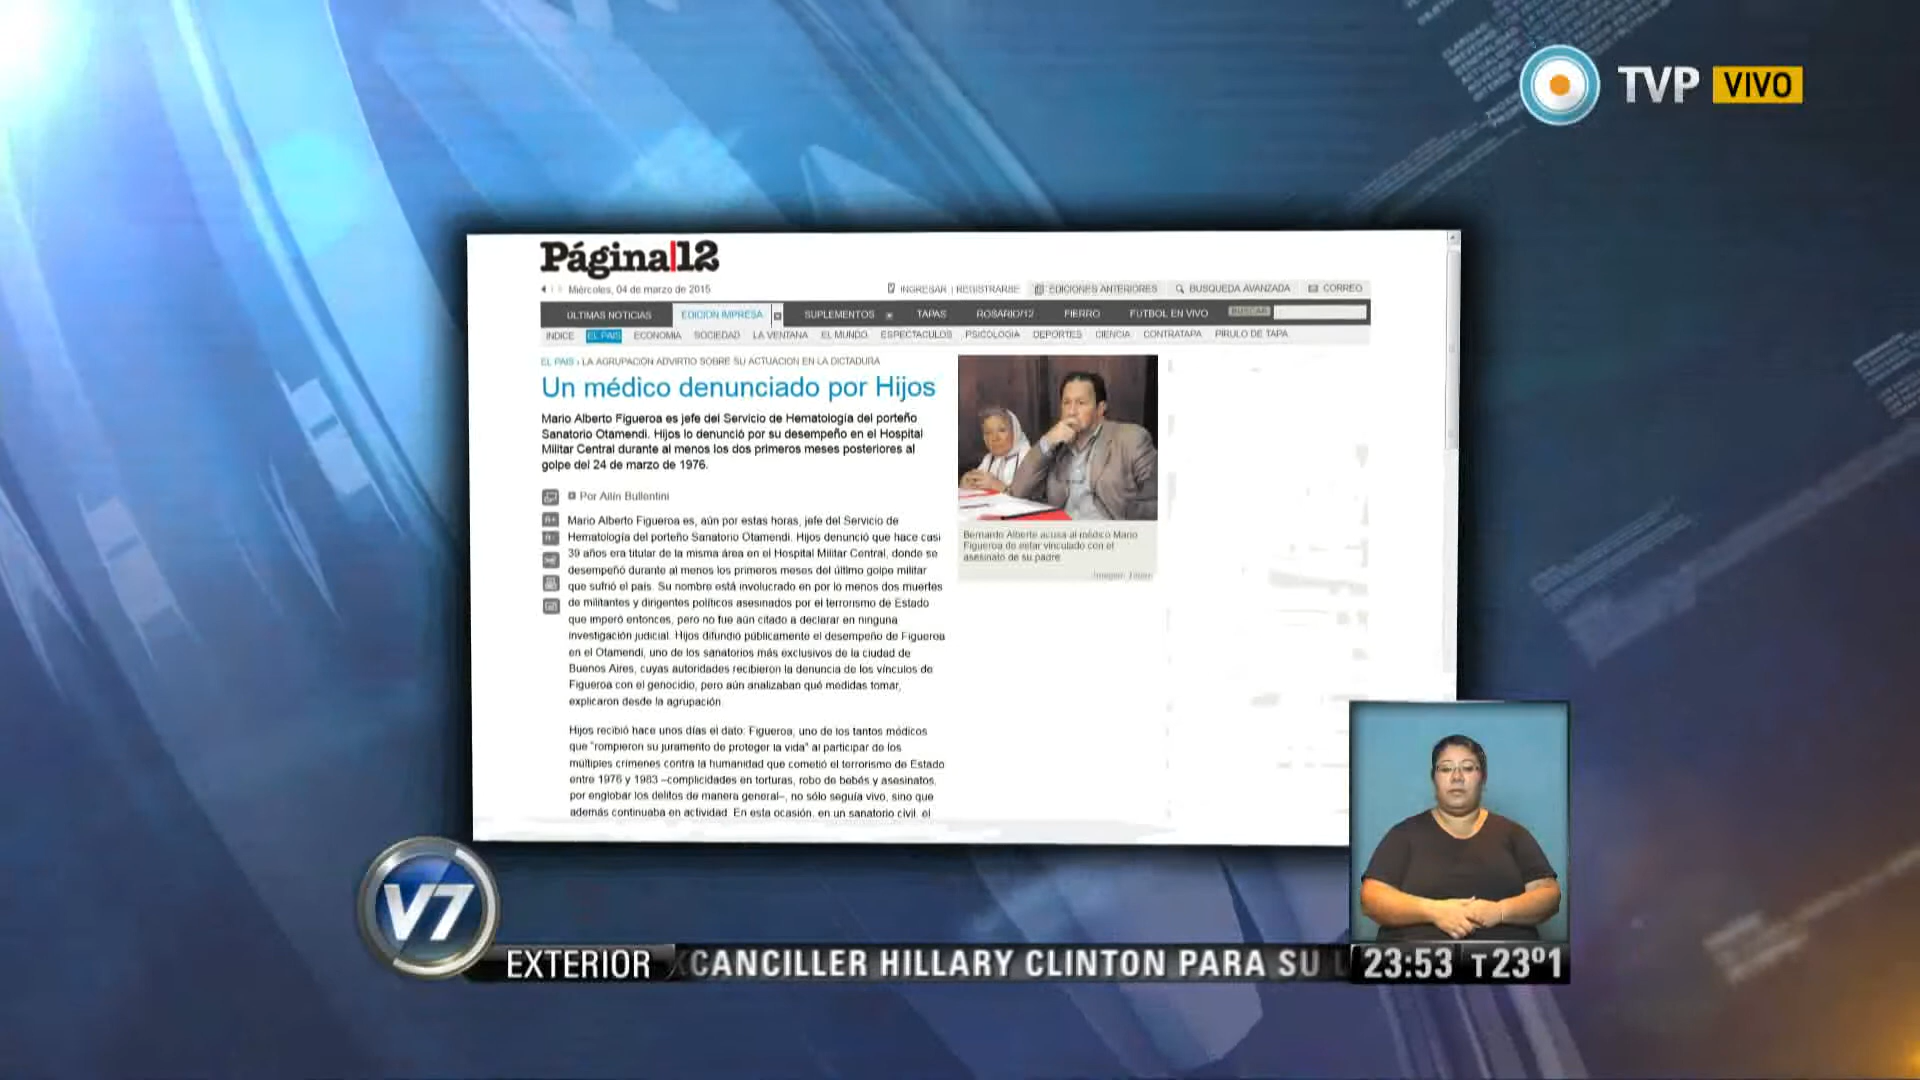 TVP VIVO
Página|12
Miércoles, 04 de marzo de 2015
INGRESAR | REGISTRARSE EDICIONES ANTERIORES BUSQUEDA AVANZADA CORREO
ULTIMAS NOTICIAS EDICION IMPRESA SUPLEMENTOS TAPAS ROSARIO/12 FIERRO FUTBOL EN VIVO BUSCAR
INDICE EL PAIS ECONOMIA SOCIEDAD LA VENTANA EL MUNDO ESPECTACULOS PSICOLOGIA DEPORTES CIENCIA CONTRATAPA PIRULO DE TAPA
EL PAIS › LA AGRUPACION ADVIRTIO SOBRE SU ACTUACION EN LA DICTADURA
Un médico denunciado por Hijos
Mario Alberto Figueroa es jefe del Servicio de Hematología del porteño
Sanatorio Otamendi. Hijos lo denunció por su desempeño en el Hospital
Militar Central durante al menos los dos primeros meses posteriores al
golpe del 24 de marzo de 1976.
Por Ailín Bullentini
Mario Alberto Figueroa es, aún por estas horas, jefe del Servicio de
Hematología del porteño Sanatorio Otamendi. Hijos denunció que hace casi
39 años era titular de la misma área en el Hospital Militar Central, donde se
desempeñó durante al menos los primeros meses del último golpe militar
que sufrió el país. Su nombre está involucrado en por lo menos dos muertes
de militantes y dirigentes políticos asesinados por el terrorismo de Estado
que imperó entonces, pero no fue aún citado a declarar en ninguna
investigación judicial. Hijos difundió públicamente el desempeño de Figueroa
en el Otamendi, uno de los sanatorios más exclusivos de la ciudad de
Buenos Aires, cuyas autoridades recibieron la denuncia de los vínculos de
Figueroa con el genocidio, pero aún analizaban qué medidas tomar,
explicaron desde la agrupación.
Hijos recibió hace unos días el dato: Figueroa, uno de los tantos médicos
que "rompieron su juramento de proteger la vida" al participar de los
múltiples crímenes contra la humanidad que cometió el terrorismo de Estado
entre 1976 y 1983 –complicidades en torturas, robo de bebés y asesinatos,
por englobar los delitos de manera general–, no sólo seguía vivo, sino que
además continuaba en actividad. En esta ocasión, en un sanatorio civil, el
Bernardo Alberte acusa al médico Mario
Figueroa de estar vinculado con el
asesinato de su padre.
V7
EXTERIOR XCANCILLER HILLARY CLINTON PARA SU
23:53 T23º1